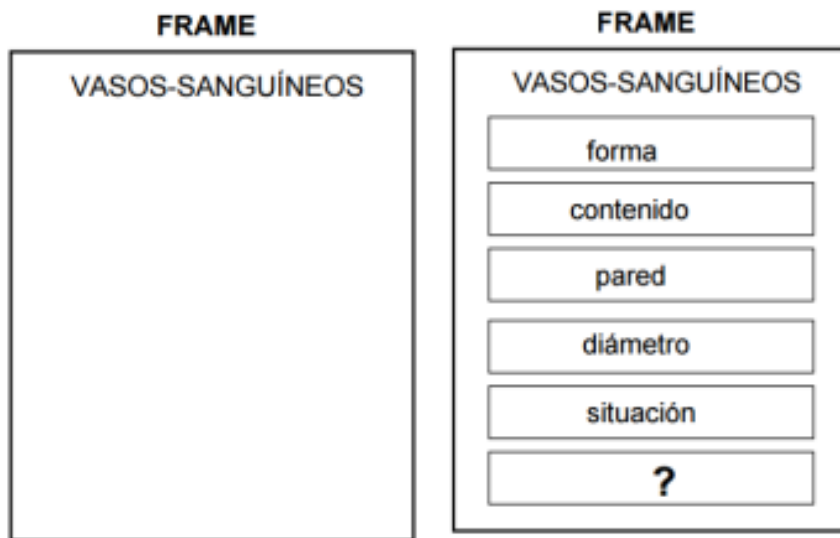 FRAME
VASOS-SANGUÍNEOS
FRAME
VASOS-SANGUÍNEOS
forma
contenido
pared
diámetro
situación
?